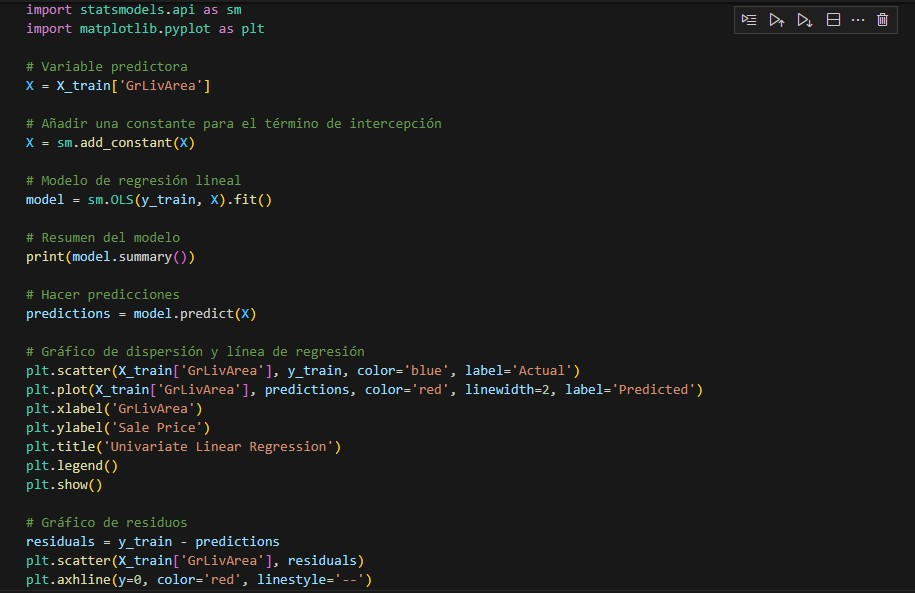 import statsmodels.api as sm
import matplotlib.pyplot as plt
# Variable predictora
X = X_train['GrLivArea']
# Añadir una constante para el término de intercepción
X = sm.add_constant(X)
# Modelo de regresión lineal
model = sm.OLS(y_train, X).fit()
# Resumen del modelo
print(model.summary())
# Hacer predicciones
predictions = model.predict(X)
# Gráfico de dispersión y línea de regresión
plt.scatter(X_train['GrLivArea'], y_train, color='blue', label='Actual')
plt.plot(X_train['GrLivArea'], predictions, color='red', linewidth=2, label='Predicted')
plt.xlabel('GrLivArea')
plt.ylabel('Sale Price')
plt.title('Univariate Linear Regression')
plt.legend()
plt.show()
# Gráfico de residuos
residuals = y_train - predictions
plt.scatter(X_train['GrLivArea'], residuals)
plt.axhline(y=0, color='red', linestyle='--')